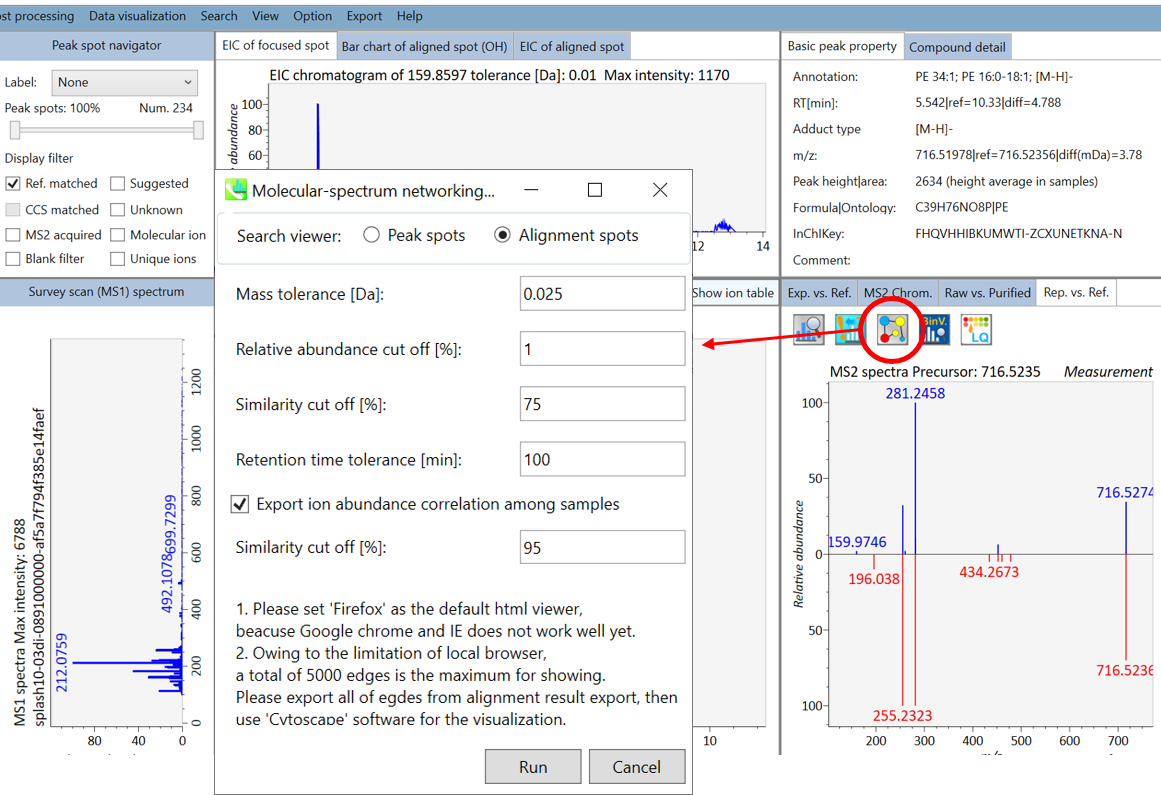 st processing Data visualization Search View Option Export Help
Peak spot navigator
Label: None
Peak spots: 100% Num. 234
Display filter
Ref. matched Suggested
CCS matched Unknown
MS2 acquired Molecular ion
Blank filter Unique ions
EIC of focused spot Bar chart of aligned spot (OH) EIC of aligned spot
EIC chromatogram of 159.8597 tolerance [Da]: 0.01 Max intensity: 1170
abundance
100
80
60
12 14
Basic peak property Compound detail
Annotation: PE 34:1; PE 16:0-18:1; [M-H]-
RT[min]: 5.542|ref=10.33|diff=4.788
Adduct type [M-H]-
m/z: 716.51978|ref=716.52356|diff(mDa)=3.78
Peak height|area: 2634 (height average in samples)
Formula|Ontology: C39H76NO8P|PE
InChIKey: FHQVHHIBKUMWTI-ZCXUNETKNA-N
Comment:
Molecular-spectrum networking...
Search viewer: Peak spots Alignment spots
Mass tolerance [Da]: 0.025
Relative abundance cut off [%]: 1
Similarity cut off [%]: 75
Retention time tolerance [min]: 100
Export ion abundance correlation among samples
Similarity cut off [%]: 95
1. Please set 'Firefox' as the default html viewer,
beacuse Google chrome and IE does not work well yet.
2. Owing to the limitation of local browser,
a total of 5000 edges is the maximum for showing.
Please export all of egdes from alignment result export, then
use 'Cytoscape' software for the visualization.
Run Cancel
Survey scan (MS1) spectrum
MS1 spectra Max intensity: 6788
splash10-03di-0891000000-af5a7f794f385e14faef
212.0759
492.1078
699.7299
1200
1000
800
600
400
200
0
80 40 0
Show ion table
10
Exp. vs. Ref. MS2 Chrom. Raw vs. Purified Rep. vs. Ref.
BinV.
LQ
MS2 spectra Precursor: 716.5235 Measurement
Relative abundance
100
50
0
50
100
281.2458
716.5274
159.9746
196.038
434.2673
716.5236
255.2323
200 300 400 500 600 700